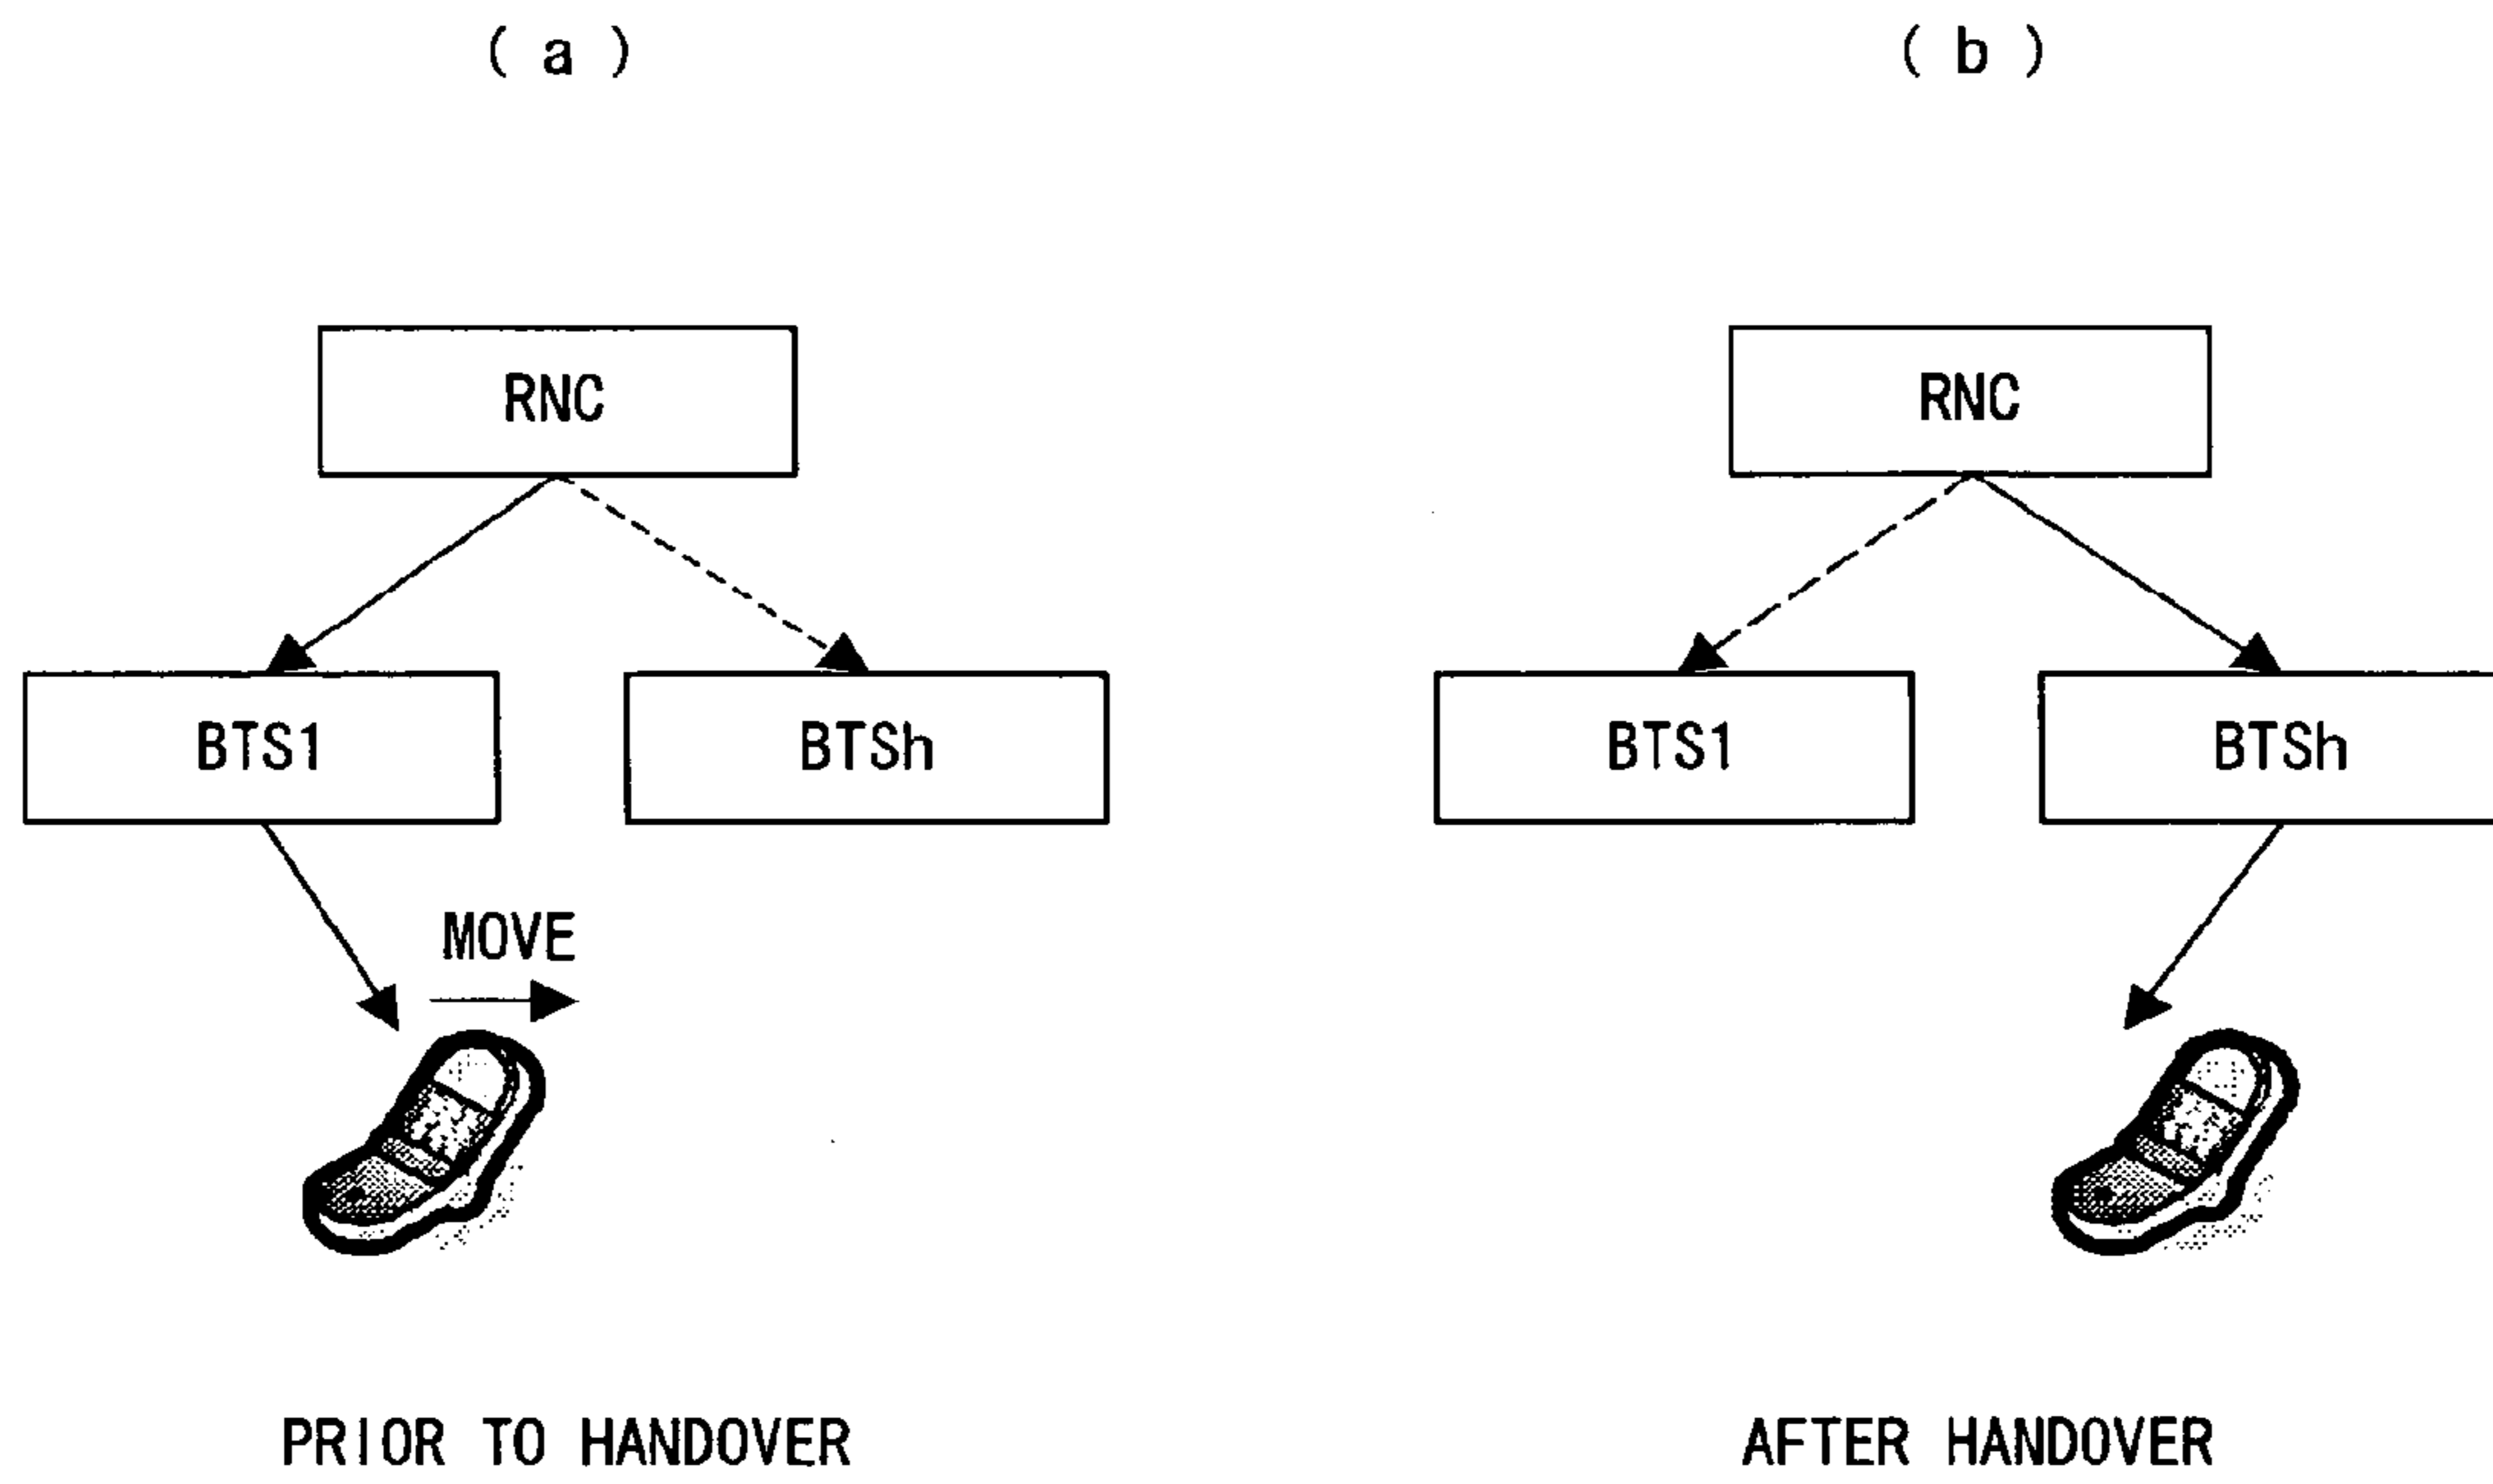 ( a )
( b )
RNC
RNC
BTS1
BTSh
BTS1
BTSh
MOVE
PRIOR TO HANDOVER
AFTER HANDOVER